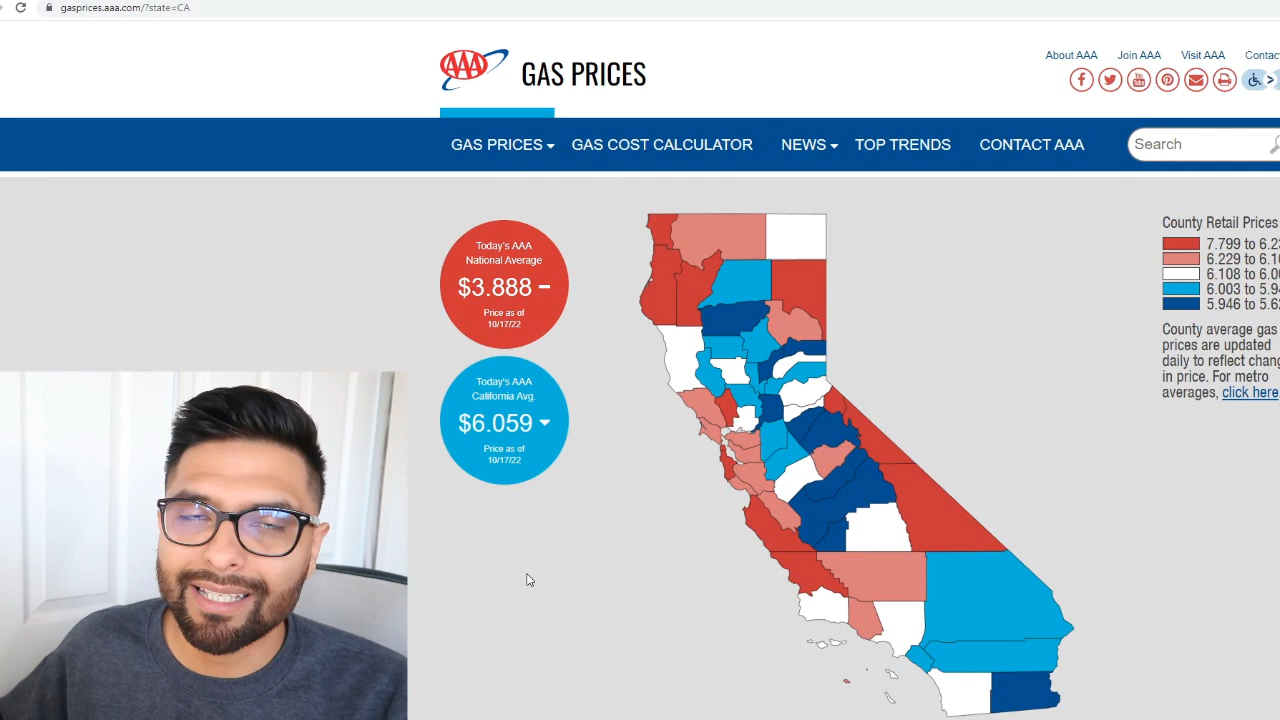 gasprices.aaa.com/?state=CA
About AAA Join AAA Visit AAA
AAA GAS PRICES
GAS PRICES GAS COST CALCULATOR NEWS TOP TRENDS CONTACT AAA
Search
Today's AAA
National Average
$3.888
Price as of
10/17/22
Today's AAA
California Avg.
$6.059
Price as of
10/17/22
County Retail Prices
7.799 to
6.229 to
6.108 to
6.003 to
5.946 to
County average gas
prices are updated
daily to reflect
in price. For metro
averages, click here